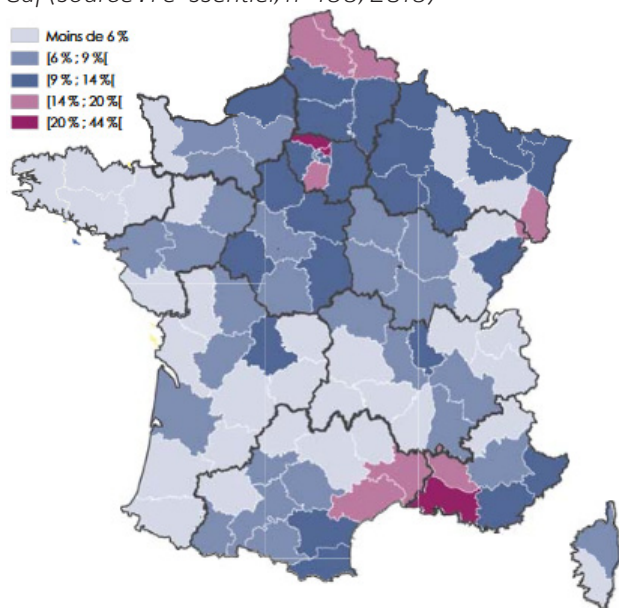 Moins de 6 %
[6 % ; 9 %[
[9 % ; 14 %[
[14 % ; 20 %[
[20 % ; 44 %[